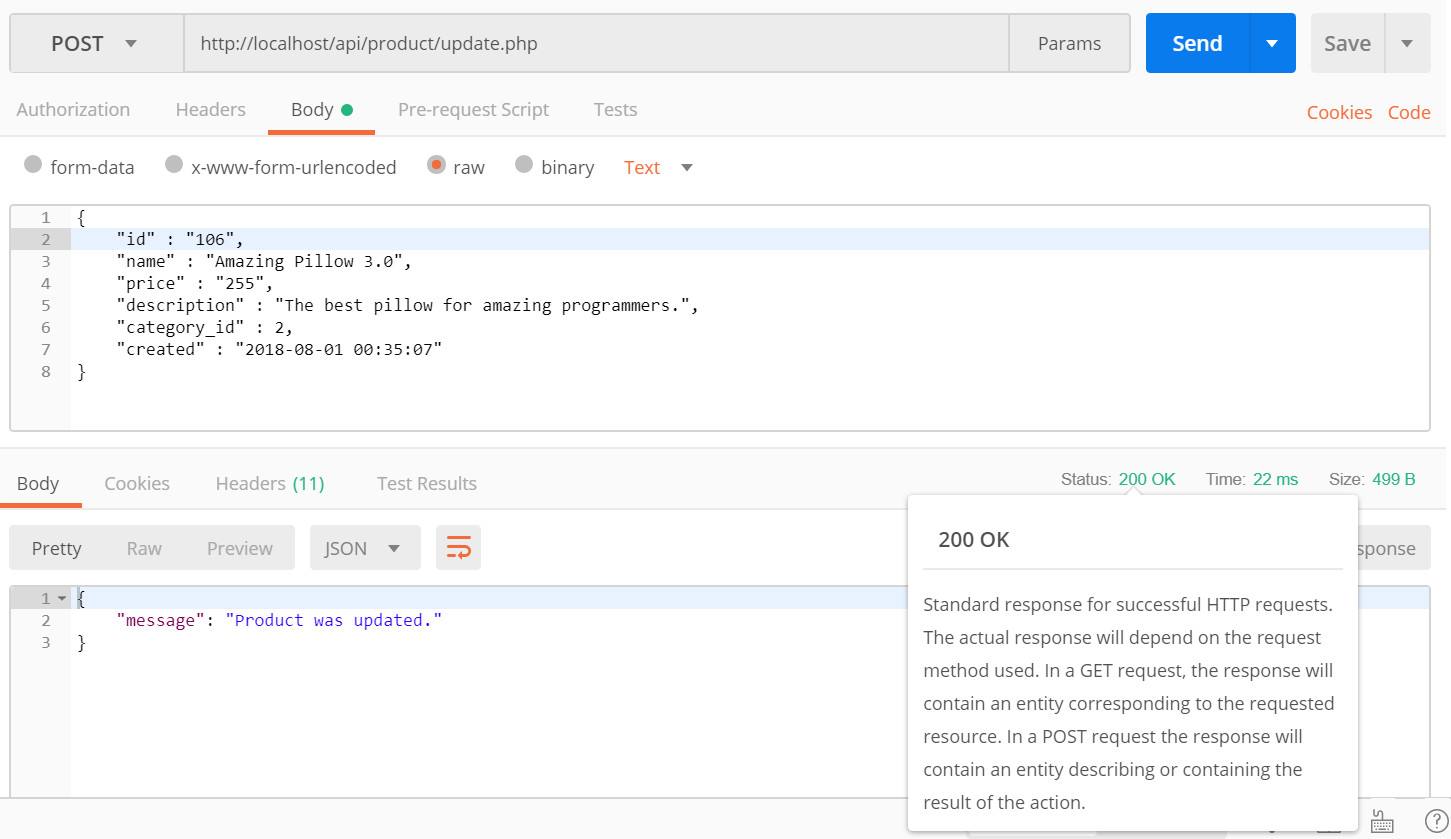 POST http://localhost/api/product/update.php Params Send Save
Authorization Headers Body Pre-request Script Tests Cookies Code
form-data x-www-form-urlencoded raw binary Text
1 {
2 "id" : "106",
3 "name" : "Amazing Pillow 3.0",
4 "price" : "255",
5 "description" : "The best pillow for amazing programmers.",
6 "category_id" : 2,
7 "created" : "2018-08-01 00:35:07"
8 }
Body Cookies Headers (11) Test Results Status: 200 OK Time: 22 ms Size: 499 B
Pretty Raw Preview JSON
1 {
2 "message": "Product was updated."
3 }
200 OK
Standard response for successful HTTP requests.
The actual response will depend on the request
method used. In a GET request, the response will
contain an entity corresponding to the requested
resource. In a POST request the response will
contain an entity describing or containing the
result of the action.